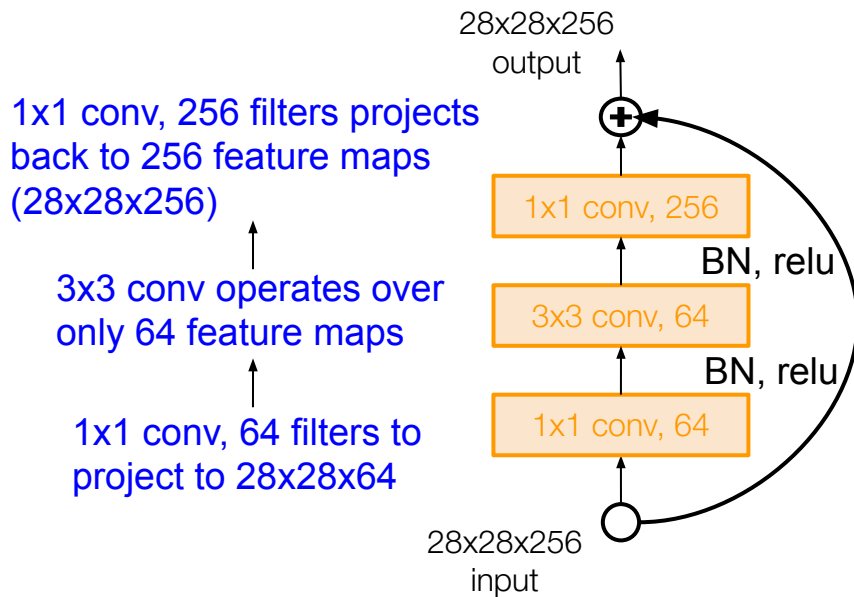 28x28x256
output
1x1 conv, 256 filters projects
back to 256 feature maps
(28x28x256)
1x1 conv, 256
BN, relu
3x3 conv operates over
only 64 feature maps
3x3 conv, 64
BN, relu
1x1 conv, 64 filters to
project to 28x28x64
1x1 conv, 64
28x28x256
input